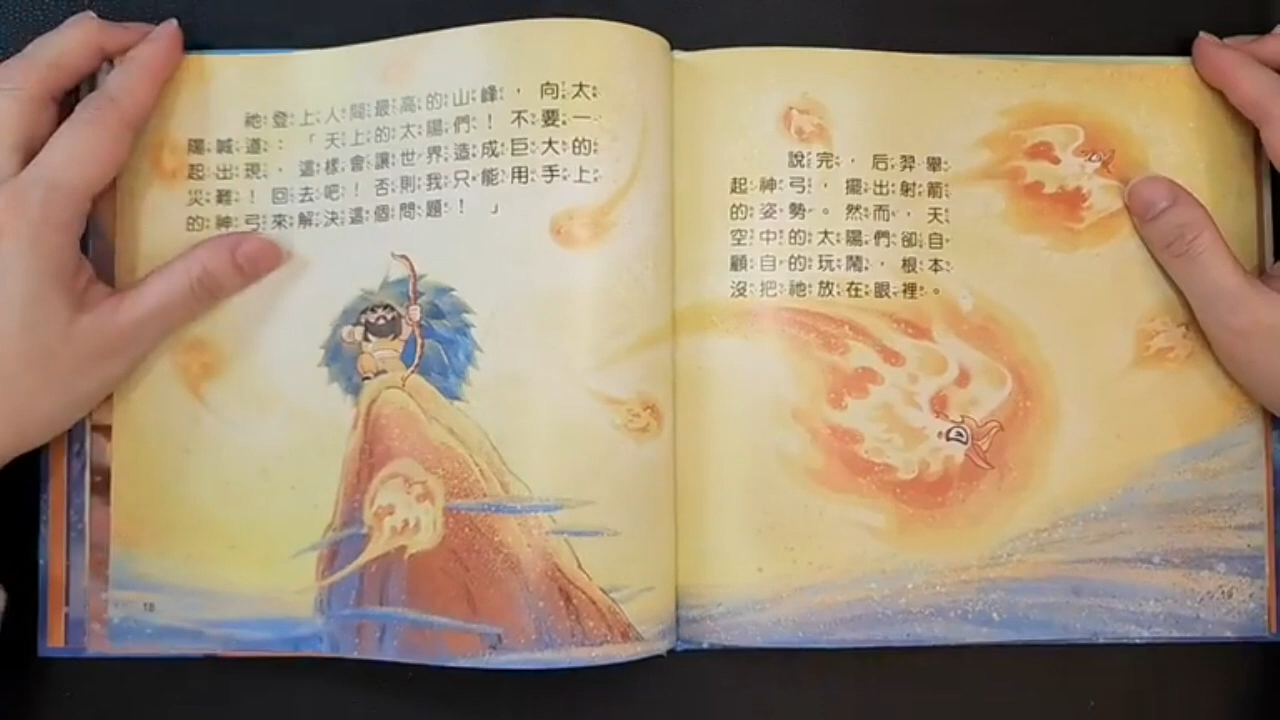 祂登上人間最高的山峰，向太
陽喊道：「天上的太陽們！不要一
起出現，這樣會讓世界造成巨大的
災難！回去吧！否則我只能用手上
的神弓來解決這個問題！」
18
說完，后羿舉
起神弓，擺出射箭
的姿勢。然而，天
空中的太陽們卻自
顧自的玩鬧，根本
沒把祂放在眼裡。